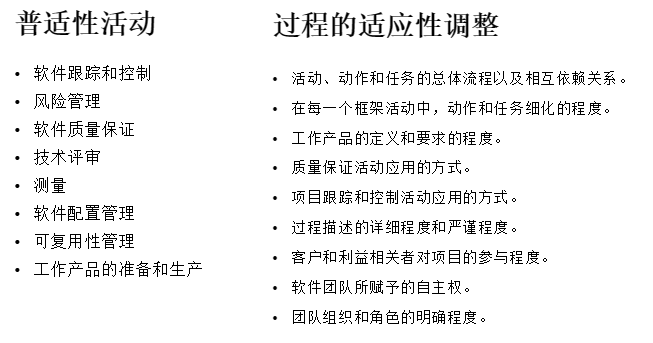 普适性活动
• 软件跟踪和控制
• 风险管理
• 软件质量保证
• 技术评审
• 测量
• 软件配置管理
• 可复用性管理
• 工作产品的准备和生产
过程的适应性调整
• 活动、动作和任务的总体流程以及相互依赖关系。
• 在每一个框架活动中，动作和任务细化的程度。
• 工作产品的定义和要求的程度。
• 质量保证活动应用的方式。
• 项目跟踪和控制活动应用的方式。
• 过程描述的详细程度和严谨程度。
• 客户和利益相关者对项目的参与程度。
• 软件团队所赋予的自主权。
• 团队组织和角色的明确程度。